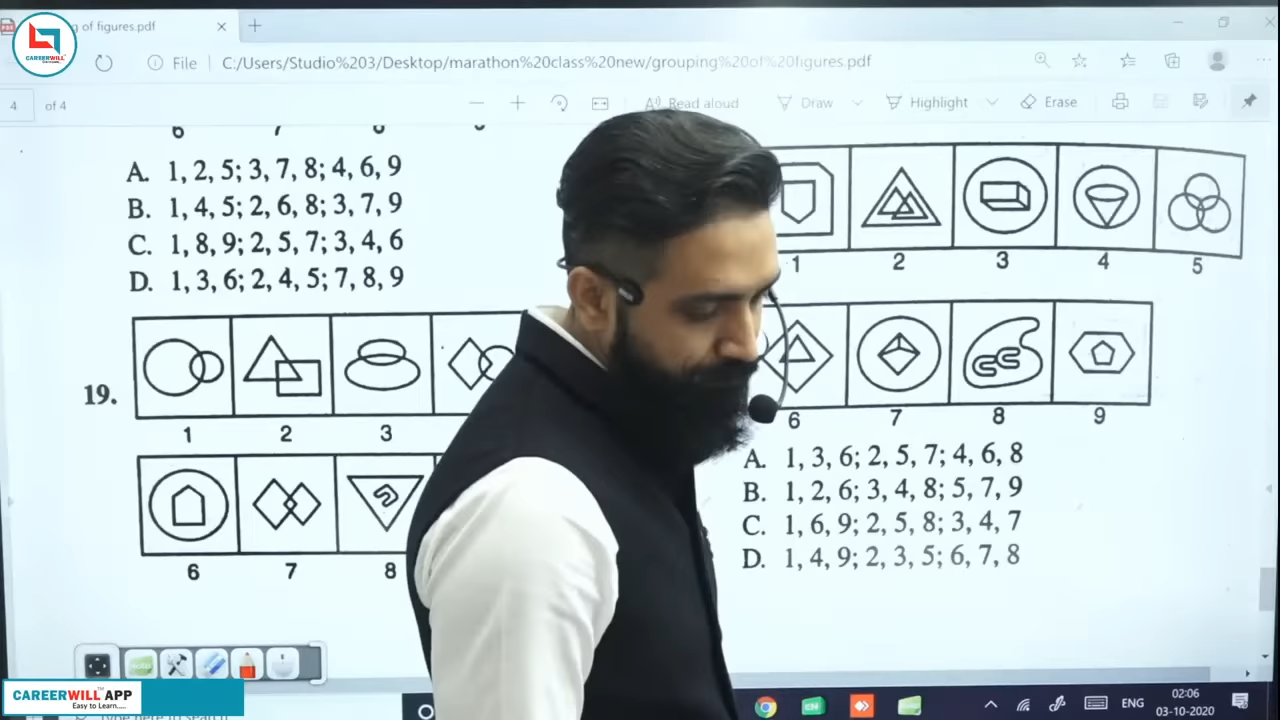 g of figures.pdf
CAREERWILL
File
C:/Users/Studio%203/Desktop/marathon%20class%20new/grouping%20of%20figures.pdf
4 of 4
Read aloud
Draw
Highlight
Erase
6 7 8 9
A. 1, 2, 5; 3, 7, 8; 4, 6, 9
B. 1, 4, 5; 2, 6, 8; 3, 7, 9
C. 1, 8, 9; 2, 5, 7; 3, 4, 6
D. 1, 3, 6; 2, 4, 5; 7, 8, 9
19.
1 2 3
6 7 8
1 2 3 4 5
6 7 8 9
A. 1, 3, 6; 2, 5, 7; 4, 6, 8
B. 1, 2, 6; 3, 4, 8; 5, 7, 9
C. 1, 6, 9; 2, 5, 8; 3, 4, 7
D. 1, 4, 9; 2, 3, 5; 6, 7, 8
CAREERWILL APP
Easy to Learn.....
Type here to search
ENG
02:06
03-10-2020